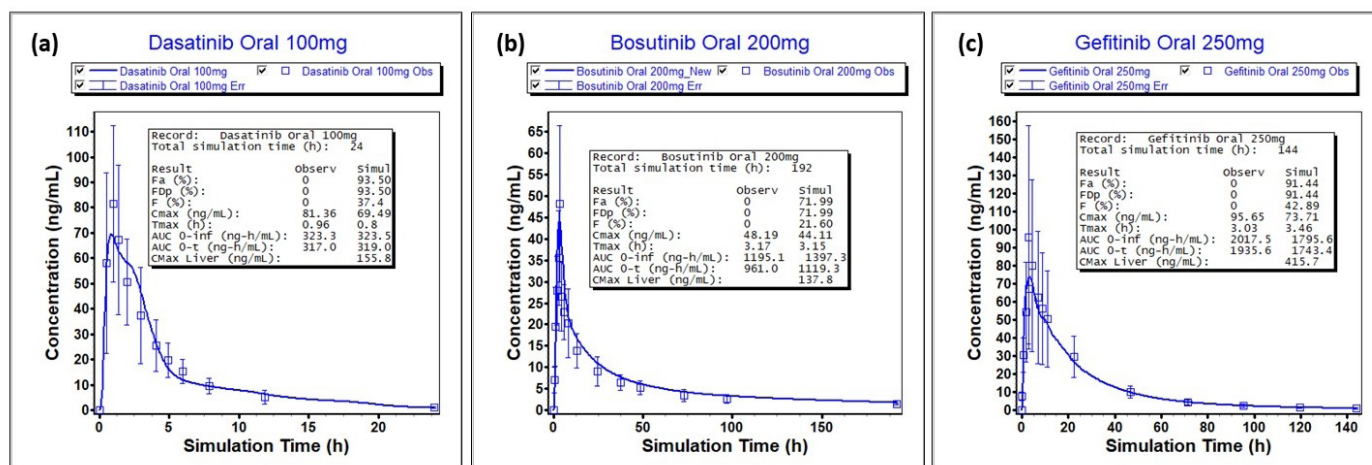 (a)
Dasatinib Oral 100mg
Dasatinib Oral 100mg
Dasatinib Oral 100mg Obs
Dasatinib Oral 100mg Err
Concentration (ng/mL)
110
100
90
80
70
60
50
40
30
20
10
0
Record: Dasatinib Oral 100mg
Total simulation time (h): 24
Result Observ Simul
Fa (%): 0 93.50
FDp (%): 0 93.50
F (%): 0 37.4
Cmax (ng/mL): 81.36 69.49
Tmax (h): 0.96 0.8
AUC 0-inf (ng-h/mL): 323.3 323.5
AUC 0-t (ng-h/mL): 317.0 319.0
CMax Liver (ng/mL): 155.8
0 5 10 15 20
Simulation Time (h)
(b)
Bosutinib Oral 200mg
Bosutinib Oral 200mg_New
Bosutinib Oral 200mg Obs
Bosutinib Oral 200mg Err
Concentration (ng/mL)
65
60
55
50
45
40
35
30
25
20
15
10
5
0
Record: Bosutinib Oral 200mg
Total simulation time (h): 192
Result Observ Simul
Fa (%): 0 71.99
FDp (%): 0 71.99
F (%): 0 21.60
Cmax (ng/mL): 48.19 44.11
Tmax (h): 3.17 3.15
AUC 0-inf (ng-h/mL): 1195.1 1397.3
AUC 0-t (ng-h/mL): 961.0 1119.3
CMax Liver (ng/mL): 137.8
0 50 100 150
Simulation Time (h)
(c)
Gefitinib Oral 250mg
Gefitinib Oral 250mg
Gefitinib Oral 250mg Obs
Gefitinib Oral 250mg Err
Concentration (ng/mL)
160
150
140
130
120
110
100
90
80
70
60
50
40
30
20
10
0
Record: Gefitinib Oral 250mg
Total simulation time (h): 144
Result Observ Simul
Fa (%): 0 91.44
FDp (%): 0 91.44
F (%): 0 42.89
Cmax (ng/mL): 95.65 73.71
Tmax (h): 3.03 3.46
AUC 0-inf (ng-h/mL): 2017.5 1795.6
AUC 0-t (ng-h/mL): 1935.6 1743.4
CMax Liver (ng/mL): 415.7
0 20 40 60 80 100 120 140
Simulation Time (h)